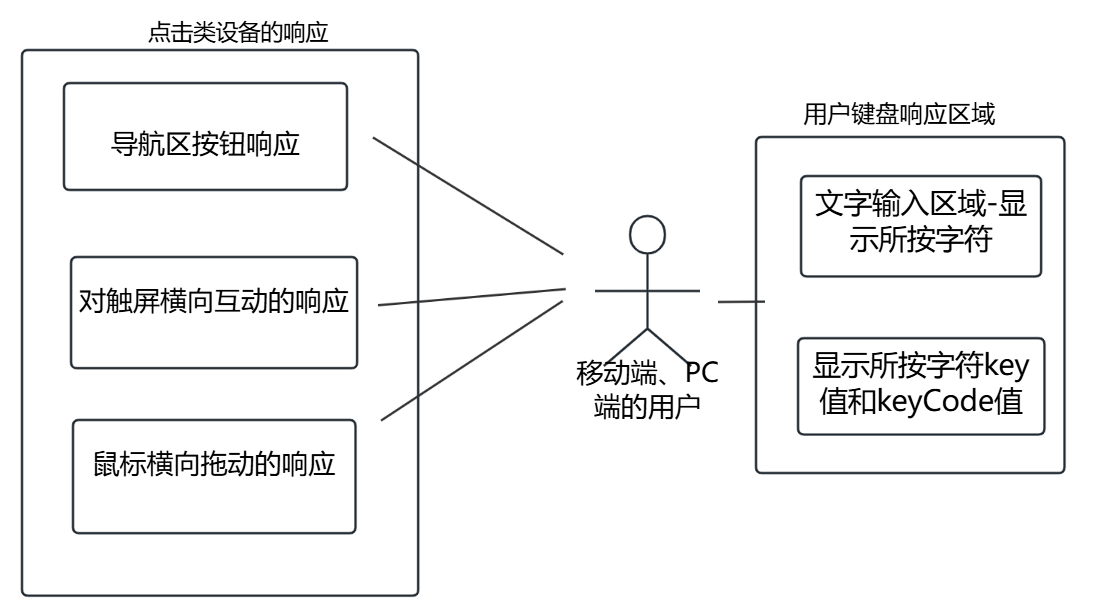 点击类设备的响应
导航区按钮响应
对触屏横向互动的响应
鼠标横向拖动的响应
移动端、PC
端的用户
用户键盘响应区域
文字输入区域-显
示所按字符
显示所按字符key
值和keyCode值